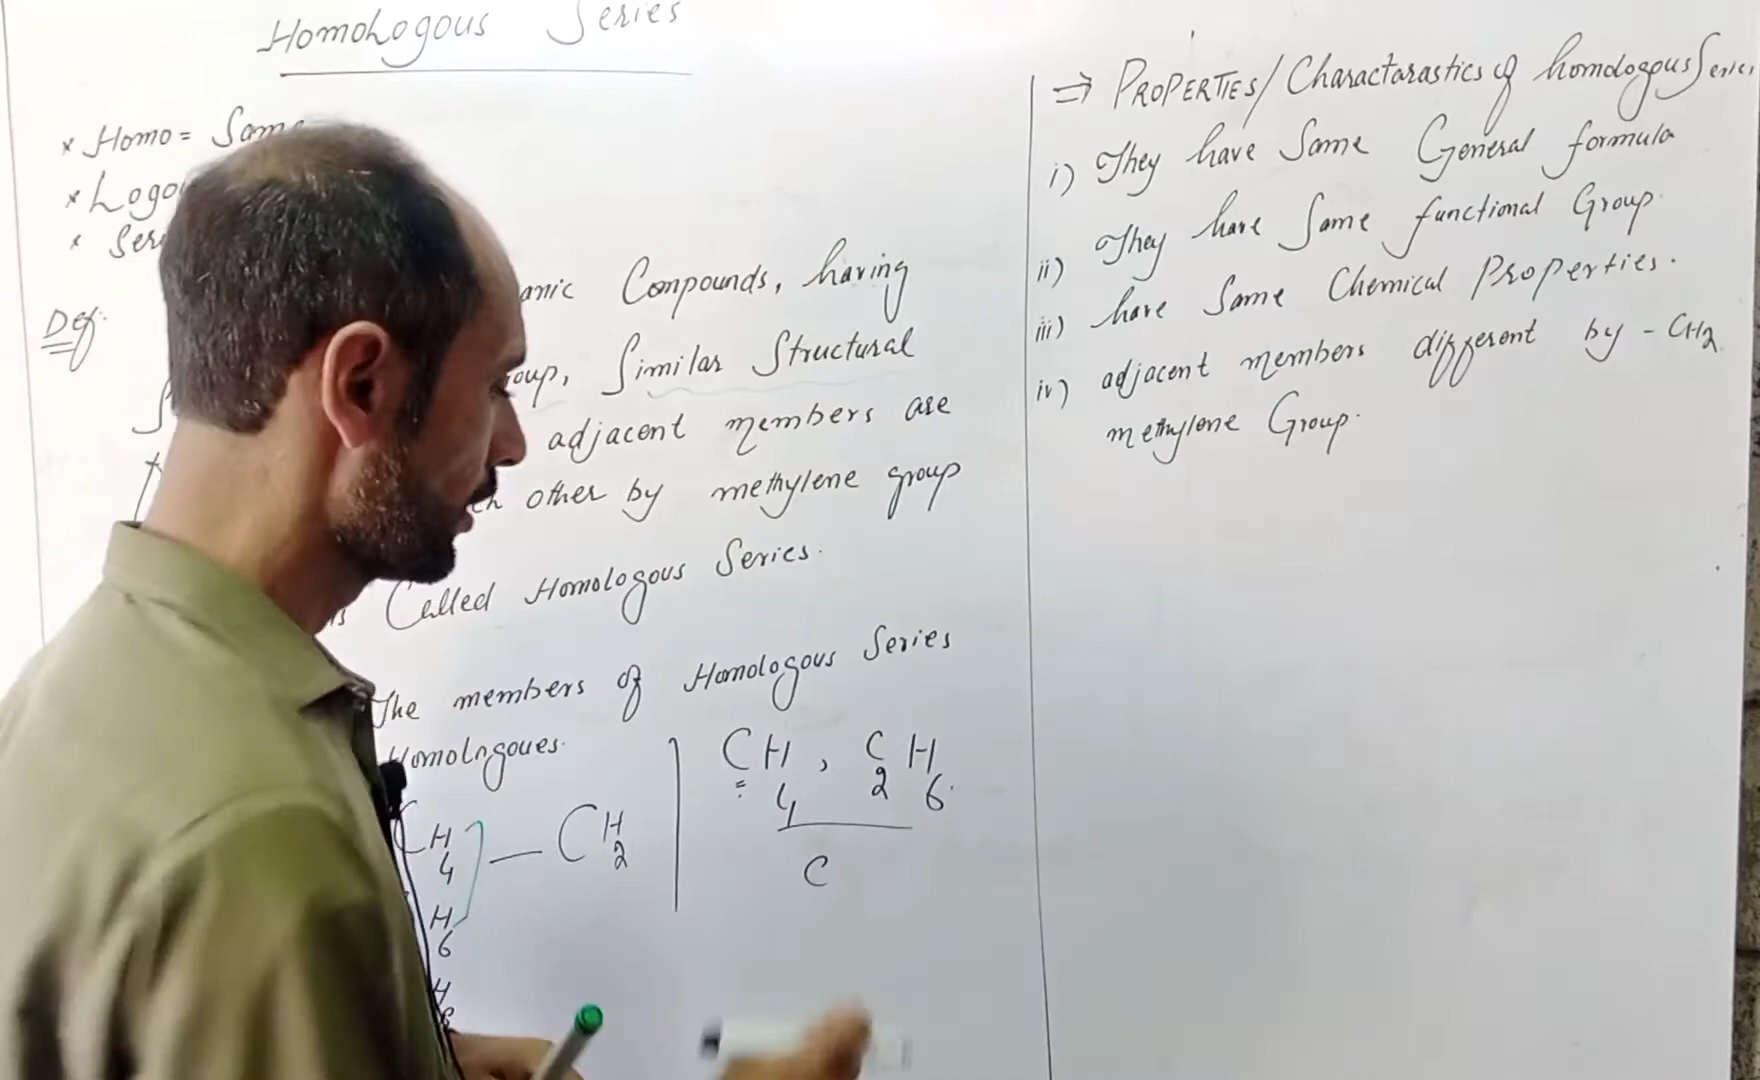 Homologous Series
* Homo = Same
* Logo
* Ser
Def:
anic Compounds, having
oup, Similar Structural
adjacent members are
other by methylene group
is Called Homologous Series.
The members of Homologous Series
Homologoues.
CH4
H6
— CH2
CH4, C2H6.
C
⇒ PROPERTIES/Charactarastics of homologous Series
i) They have Same General formula
ii) They have Same functional Group.
iii) have Same Chemical Properties.
iv) adjacent members different by - CH2
methylene Group.